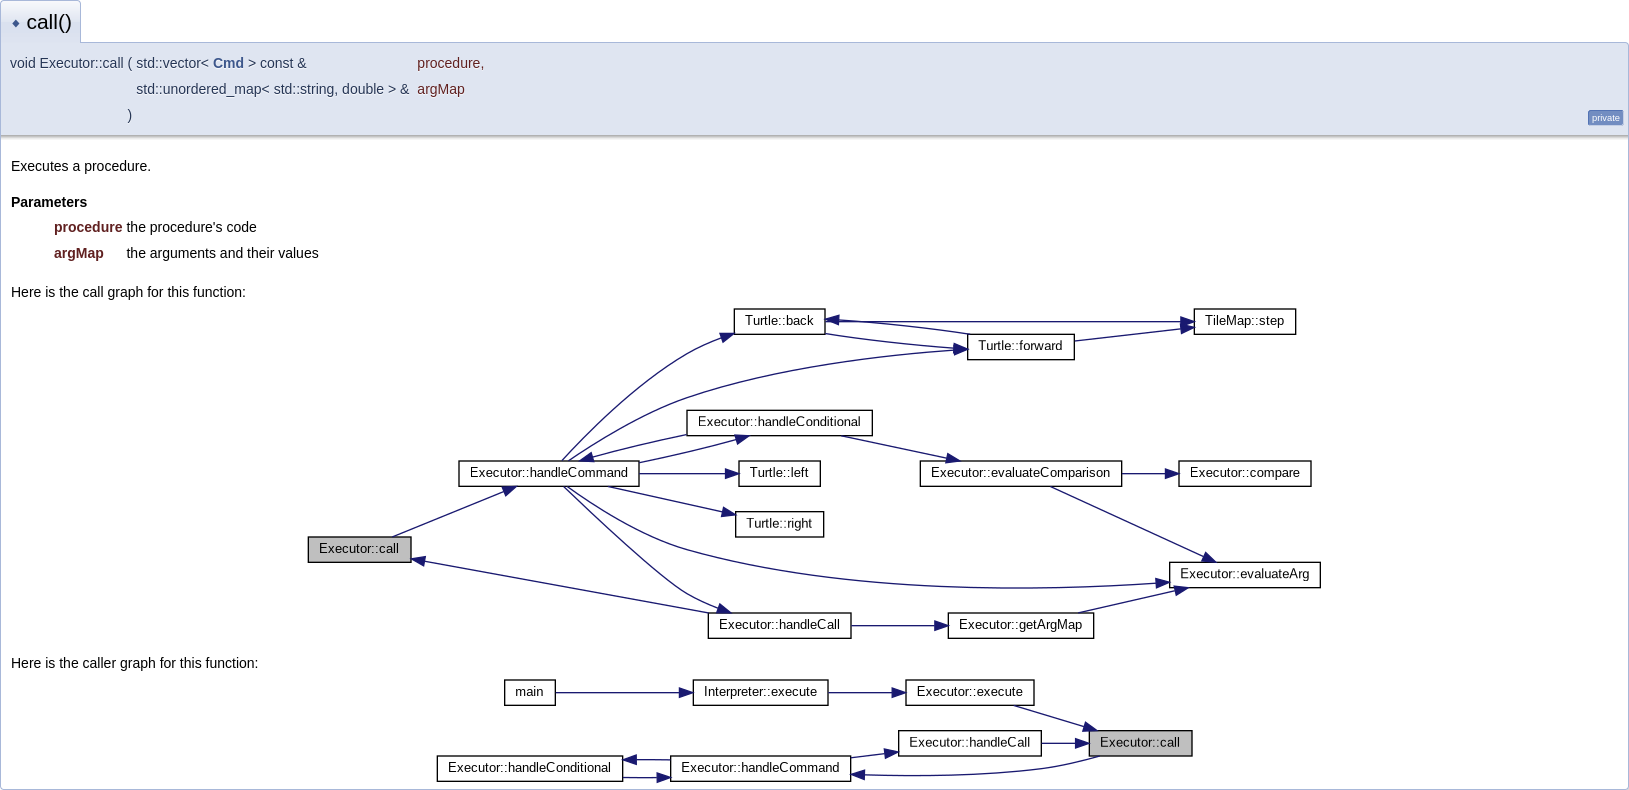 ◆ call()
void Executor::call ( std::vector< Cmd > const & procedure,
std::unordered_map< std::string, double > & argMap
)
private
Executes a procedure.
Parameters
procedure the procedure's code
argMap the arguments and their values
Here is the call graph for this function:
Turtle::back
TileMap::step
Turtle::forward
Executor::handleConditional
Executor::handleCommand
Turtle::left
Executor::evaluateComparison
Executor::compare
Turtle::right
Executor::call
Executor::evaluateArg
Executor::handleCall
Executor::getArgMap
Here is the caller graph for this function:
main
Interpreter::execute
Executor::execute
Executor::handleCall
Executor::call
Executor::handleConditional
Executor::handleCommand